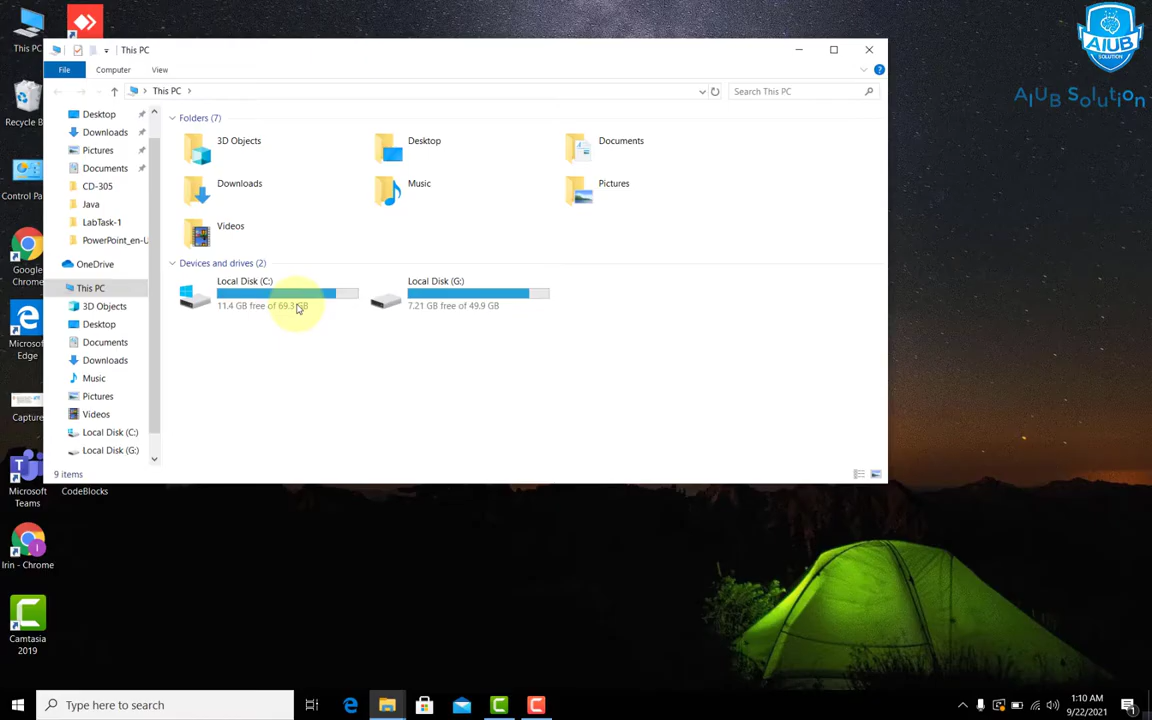 This PC
Recycle B
Control Pa
Google
Chrome
Microsof
Edge
Capture
Microsoft
Teams
CodeBlocks
Irin - Chrome
Camtasia
2019
This PC
File
Computer
View
This PC
Search This PC
Desktop
Downloads
Pictures
Documents
CD-305
Java
LabTask-1
PowerPoint_en-U
OneDrive
This PC
3D Objects
Desktop
Documents
Downloads
Music
Pictures
Videos
Local Disk (C:)
Local Disk (G:)
Folders (7)
3D Objects
Desktop
Documents
Downloads
Music
Pictures
Videos
Devices and drives (2)
Local Disk (C:)
11.4 GB free of 69.3 GB
Local Disk (G:)
7.21 GB free of 49.9 GB
9 items
AIUB
SOLUTION
AIUB Solution
Type here to search
1:10 AM
9/22/2021
1